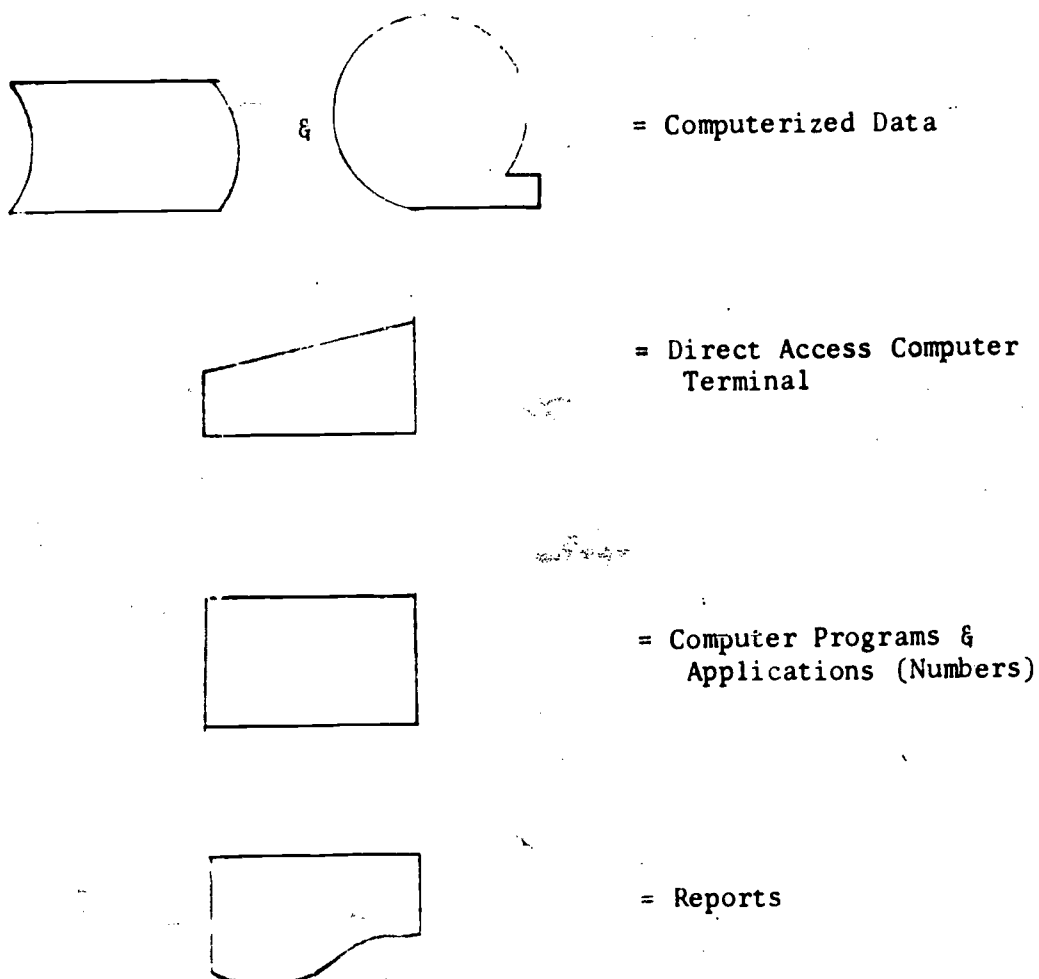 & = Computerized Data
= Direct Access Computer
Terminal
= Computer Programs &
Applications (Numbers)
= Reports